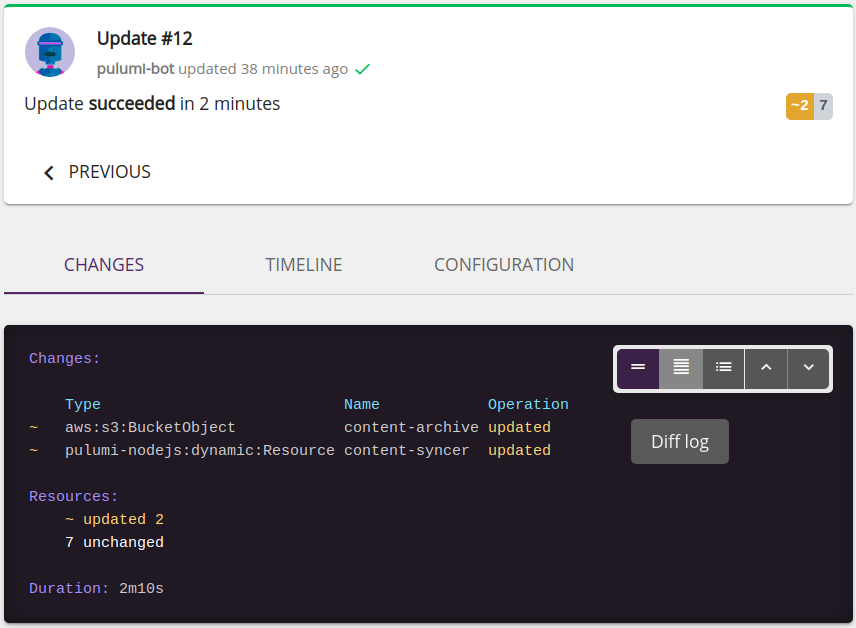 Update #12
pulumi-bot updated 38 minutes ago
Update succeeded in 2 minutes
~2 7
PREVIOUS
CHANGES TIMELINE CONFIGURATION
Changes:
Type Name Operation
~ aws:s3:BucketObject content-archive updated
~ pulumi-nodejs:dynamic:Resource content-syncer updated
Diff log
Resources:
~ updated 2
7 unchanged
Duration: 2m10s